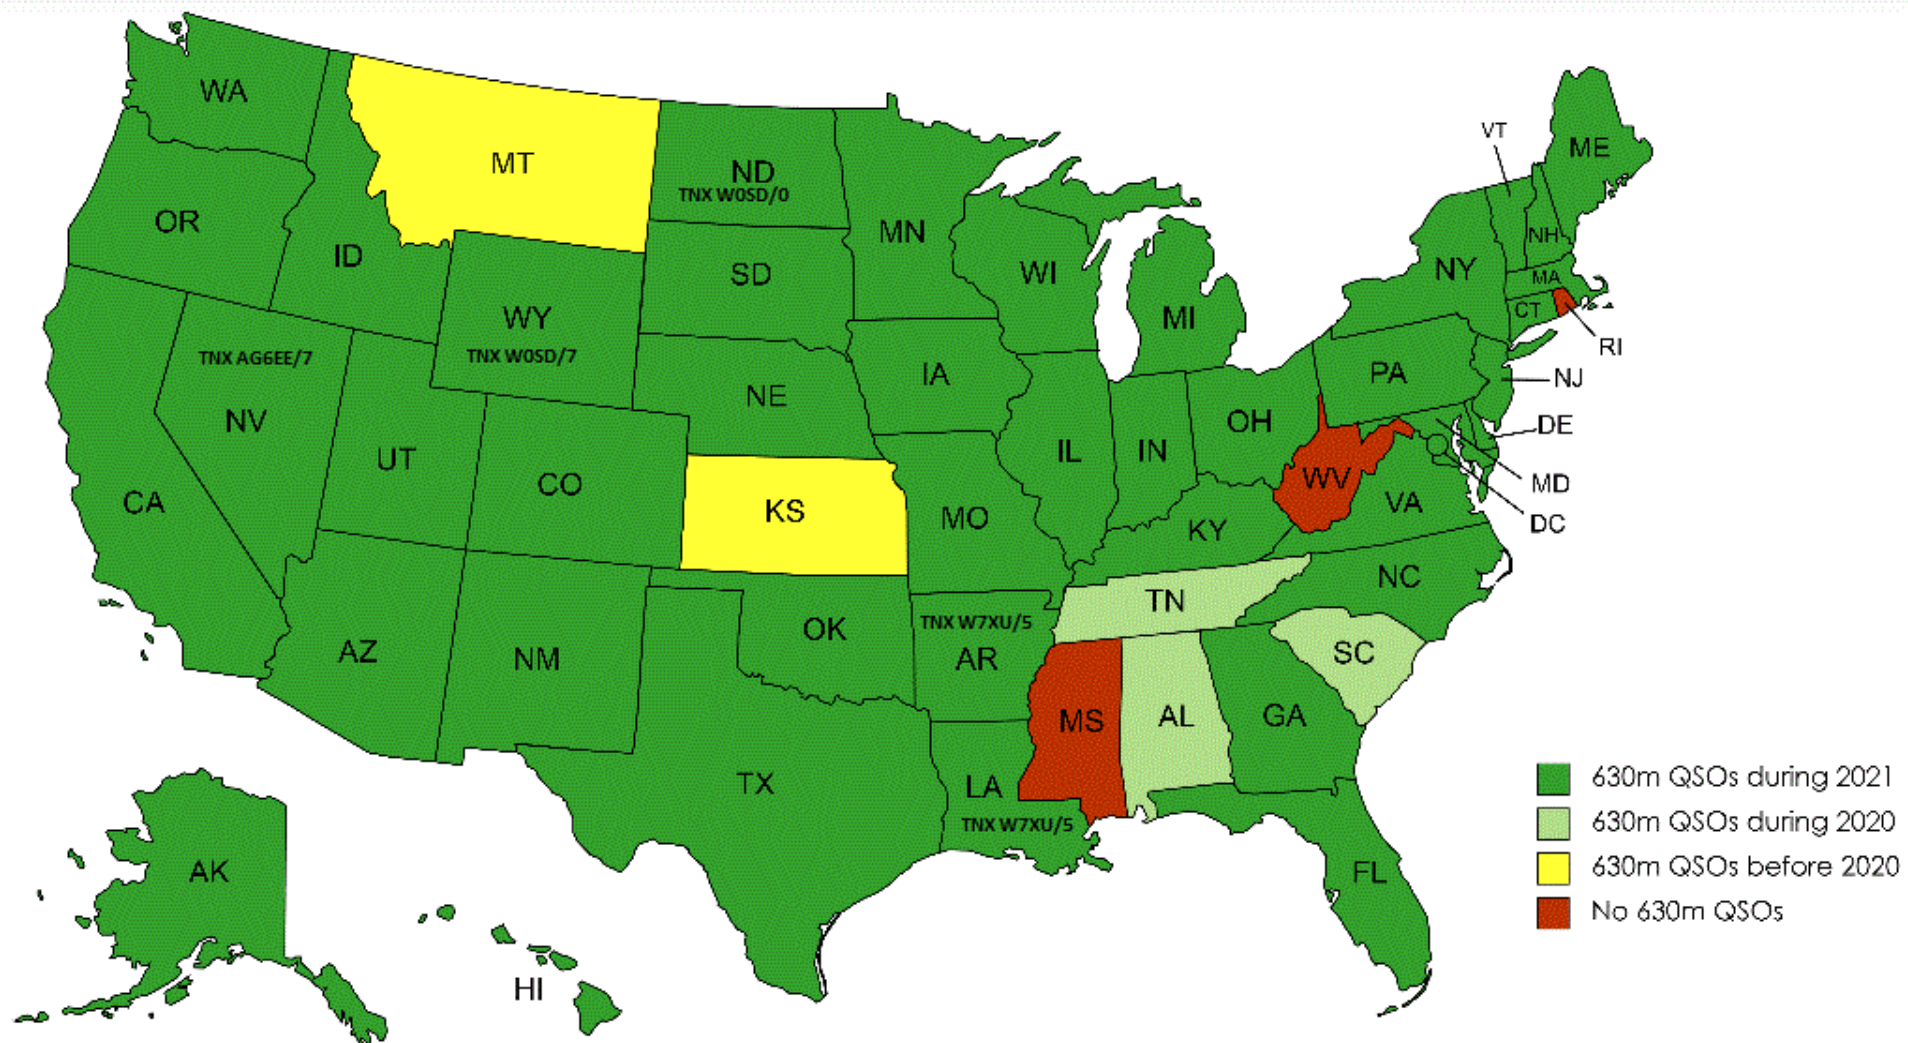 WA
MT
ND
TNX W0SD/0
MN
VT
ME
OR
ID
SD
WI
MI
NY
NH
MA
CT
RI
WY
TNX W0SD/7
TNX AG6EE/7
NV
NE
IA
PA
NJ
OH
DE
IL
IN
WV
MD
VA
DC
UT
CO
KS
MO
KY
CA
NC
TN
OK
TNX W7XU/5
AR
SC
AZ
NM
MS
AL
GA
TX
LA
TNX W7XU/5
FL
AK
HI
630m QSOs during 2021
630m QSOs during 2020
630m QSOs before 2020
No 630m QSOs